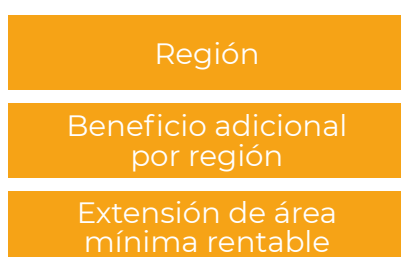 Región
Beneficio adicional
por región
Extensión de área
mínima rentable